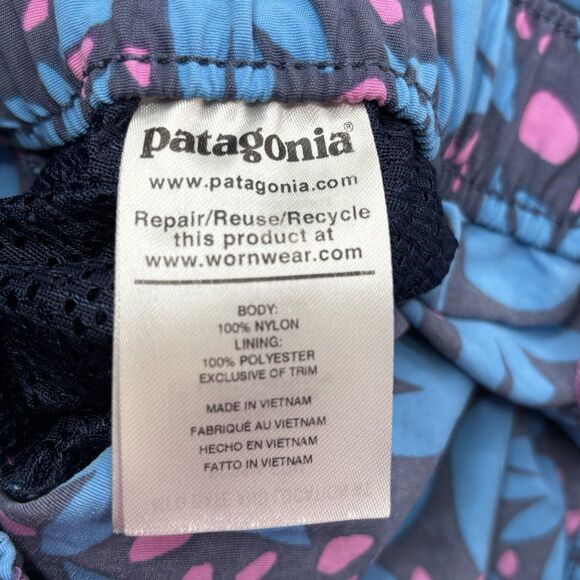 patagonia®
www.patagonia.com
Repair/Reuse/Recycle
this product at
www.wornwear.com
BODY:
100% NYLON
LINING:
100% POLYESTER
EXCLUSIVE OF TRIM
MADE IN VIETNAM
FABRIQUÉ AU VIETNAM
HECHO EN VIETNAM
FATTO IN VIETNAM